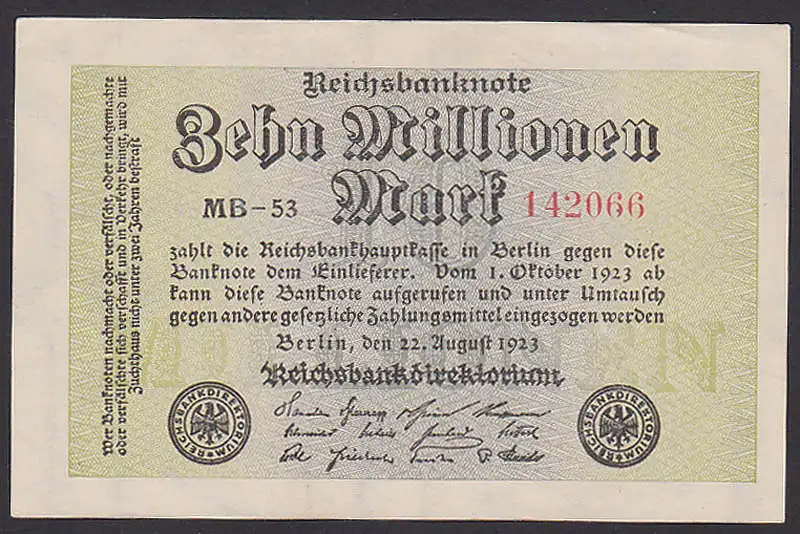 Reichsbanknote
Zehn Millionen
Mark
MB-53
142066
zahlt die Reichsbankhauptkasse in Berlin gegen diese
Banknote dem Einlieferer. Vom 1. Oktober 1923 ab
kann diese Banknote aufgerufen und unter Umtausch
gegen andere gesetzliche Zahlungsmittel eingezogen werden
Berlin, den 22. August 1923
Reichsbankdirektorium
REICHSBANKDIREKTORIUM
REICHSBANKDIREKTORIUM
Wer Banknoten nachmacht oder verfälscht, oder nachgemachte
oder verfälschte sich verschafft und in Verkehr bringt, wird mit
Zuchthaus nicht unter zwei Jahren bestraft